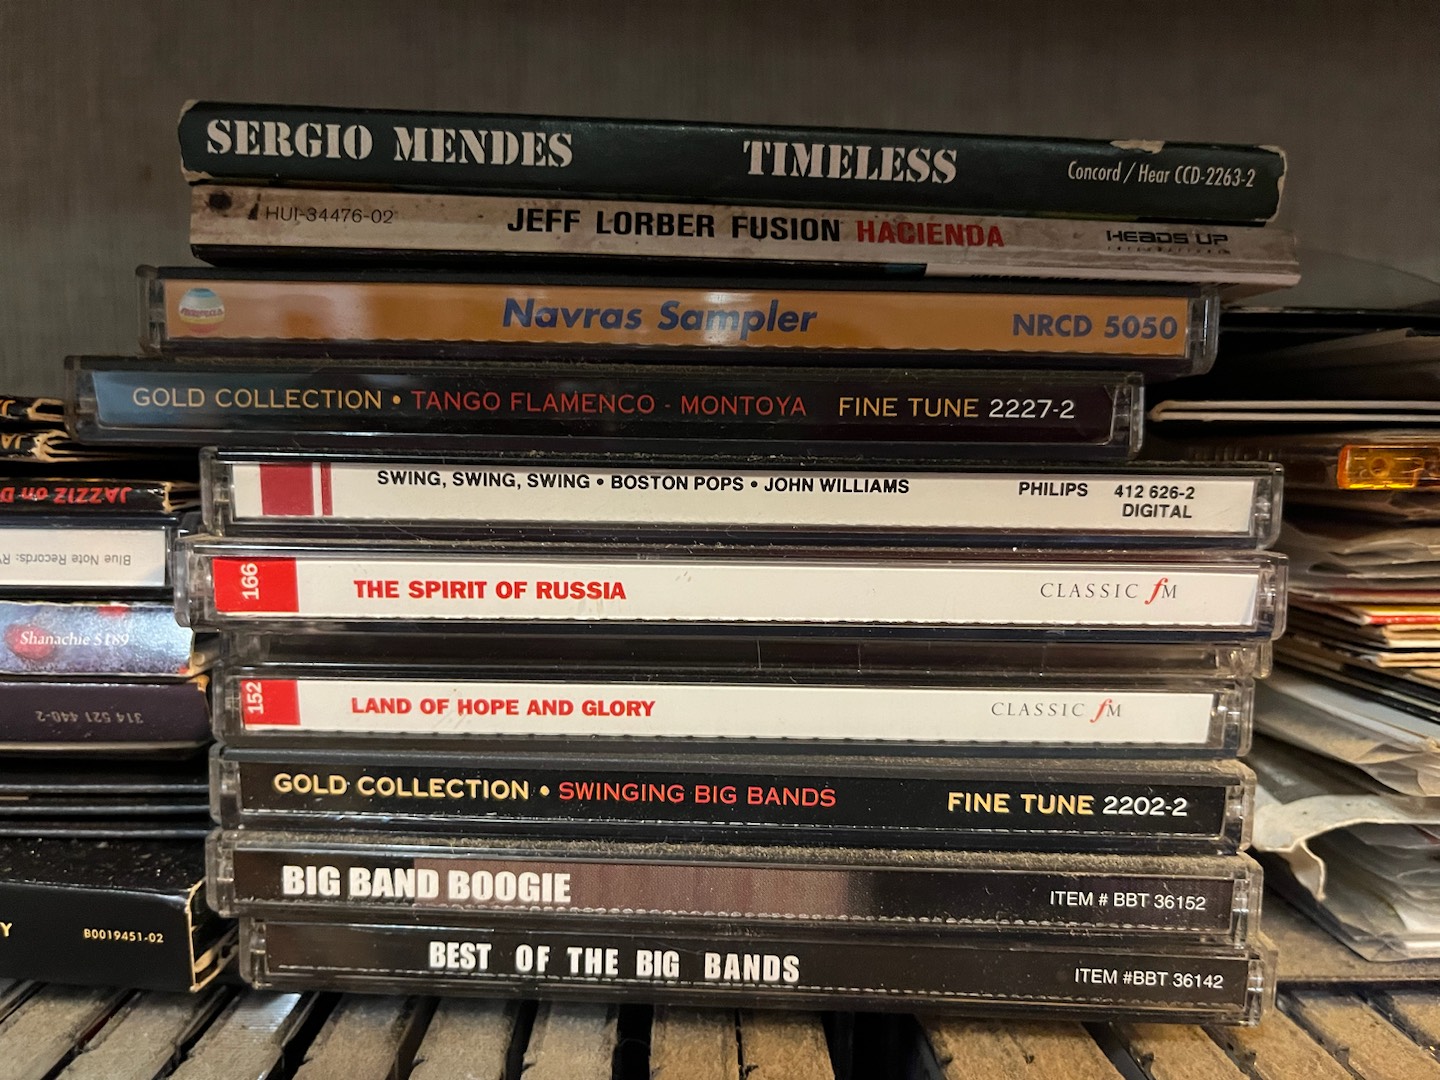 SERGIO MENDES TIMELESS Concord / Hear CCD-2263-2
HUI-34476-02 JEFF LORBER FUSION HACIENDA HEADS UP
Navras Sampler NRCD 5050
GOLD COLLECTION • TANGO FLAMENCO - MONTOYA FINE TUNE 2227-2
SWING, SWING, SWING • BOSTON POPS • JOHN WILLIAMS PHILIPS 412 626-2
DIGITAL
166 THE SPIRIT OF RUSSIA CLASSIC fM
152 LAND OF HOPE AND GLORY CLASSIC fM
GOLD COLLECTION • SWINGING BIG BANDS FINE TUNE 2202-2
BIG BAND BOOGIE ITEM # BBT 36152
BEST OF THE BIG BANDS ITEM #BBT 36142
JAZZIZ on D
Blue Note Records:
Shanachie 5189
314 521 440-2
Y B0019451-02